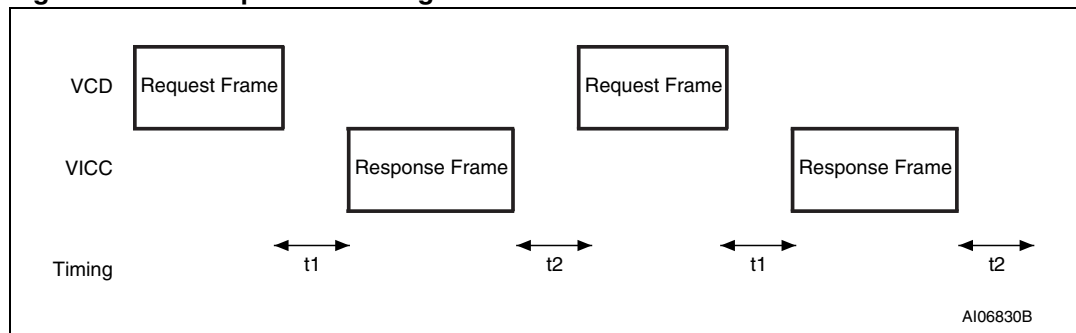 VCD Request Frame Request Frame
VICC Response Frame Response Frame
Timing t1 t2 t1 t2
AI06830B